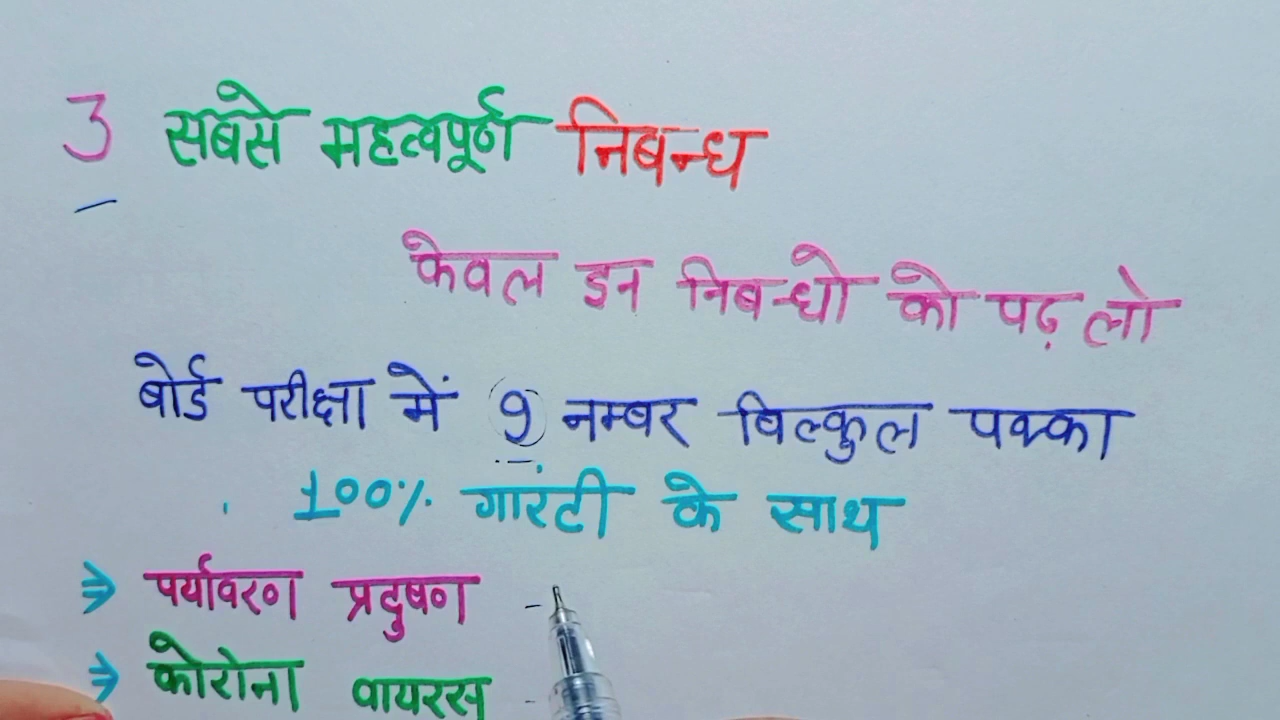 3 सबसे महत्वपूर्ण निबन्ध
केवल इन निबन्धो को पढ़ लो
बोर्ड परीक्षा में 9 नम्बर विल्कुल पक्का
100% गारंटी के साथ
⇒ पर्यावरण प्रदुषण -
⇒ कोरोना वायरस -